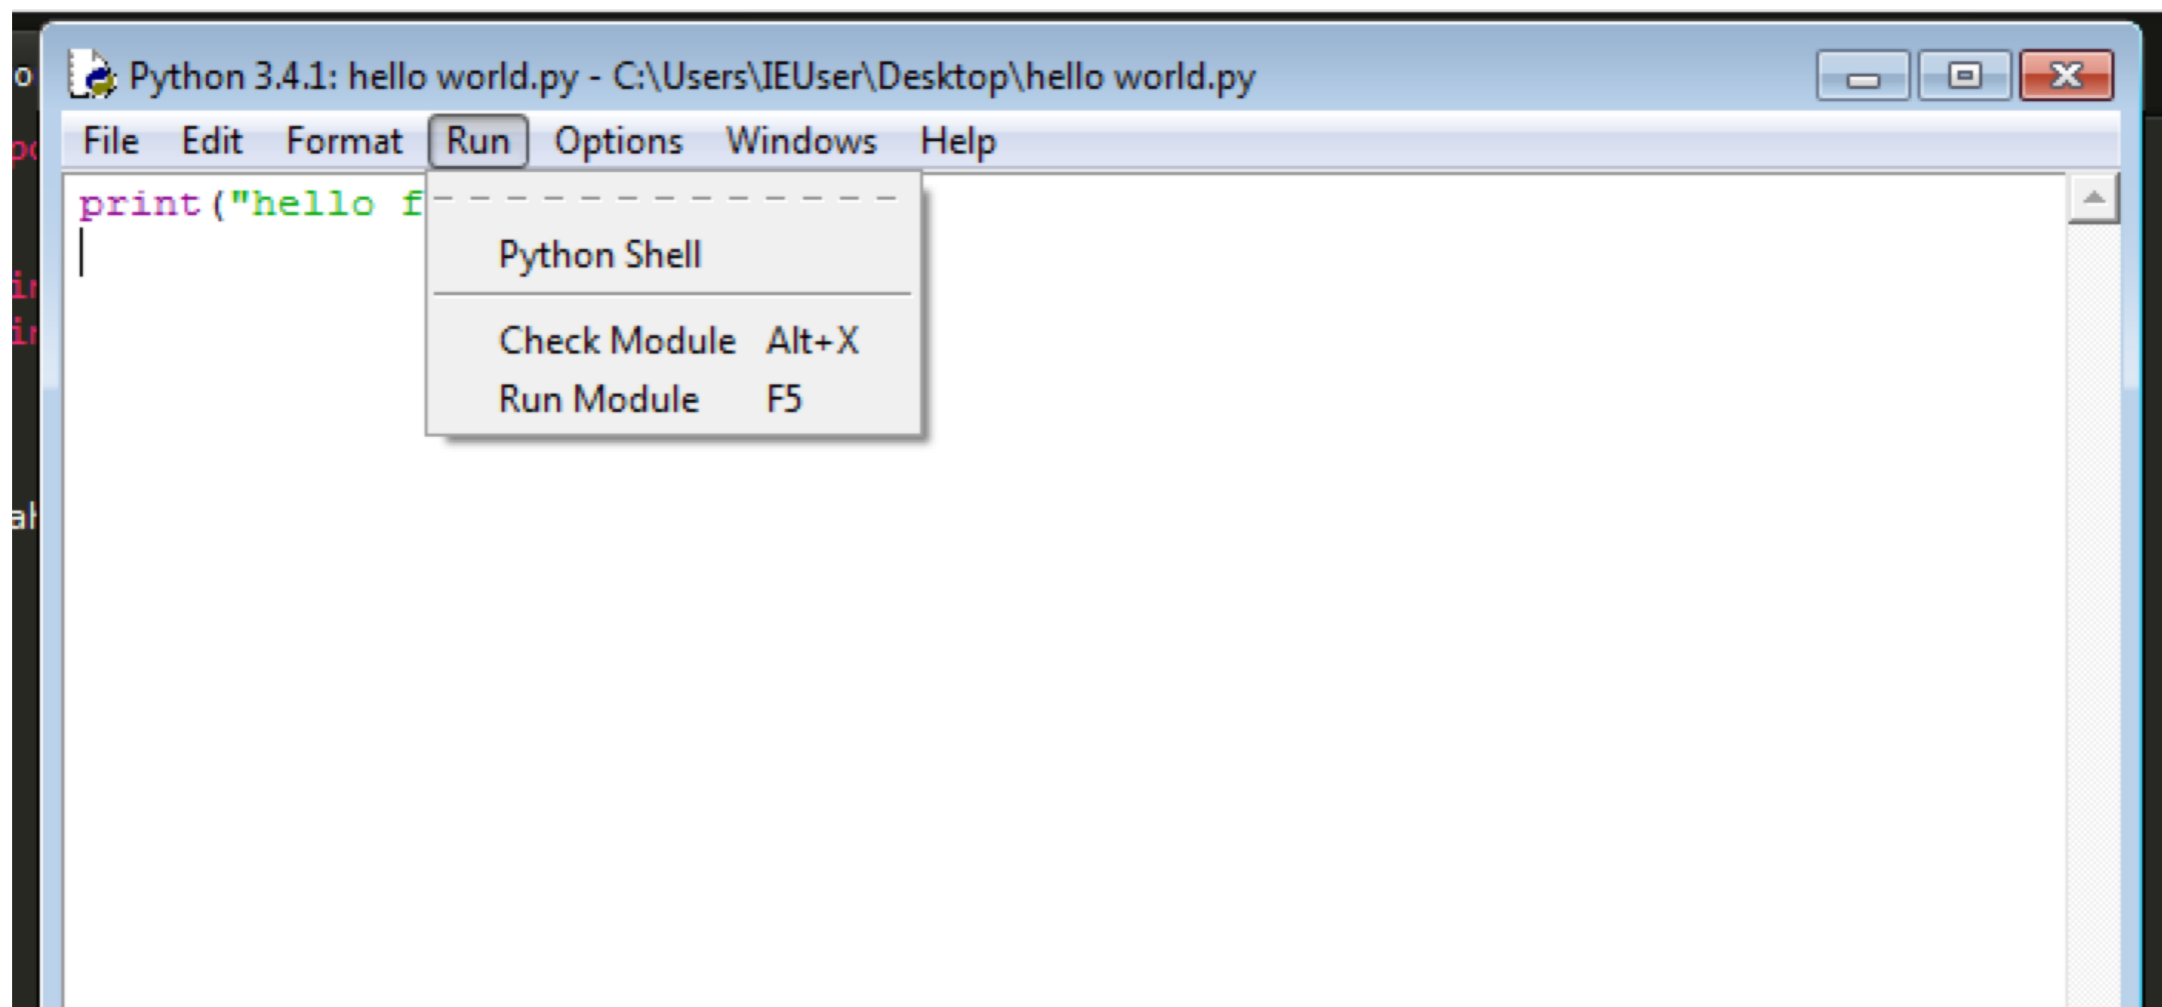 Python 3.4.1: hello world.py - C:\Users\IEUser\Desktop\hello world.py
File Edit Format Run Options Windows Help
print("hello f
Python Shell
Check Module Alt+X
Run Module F5